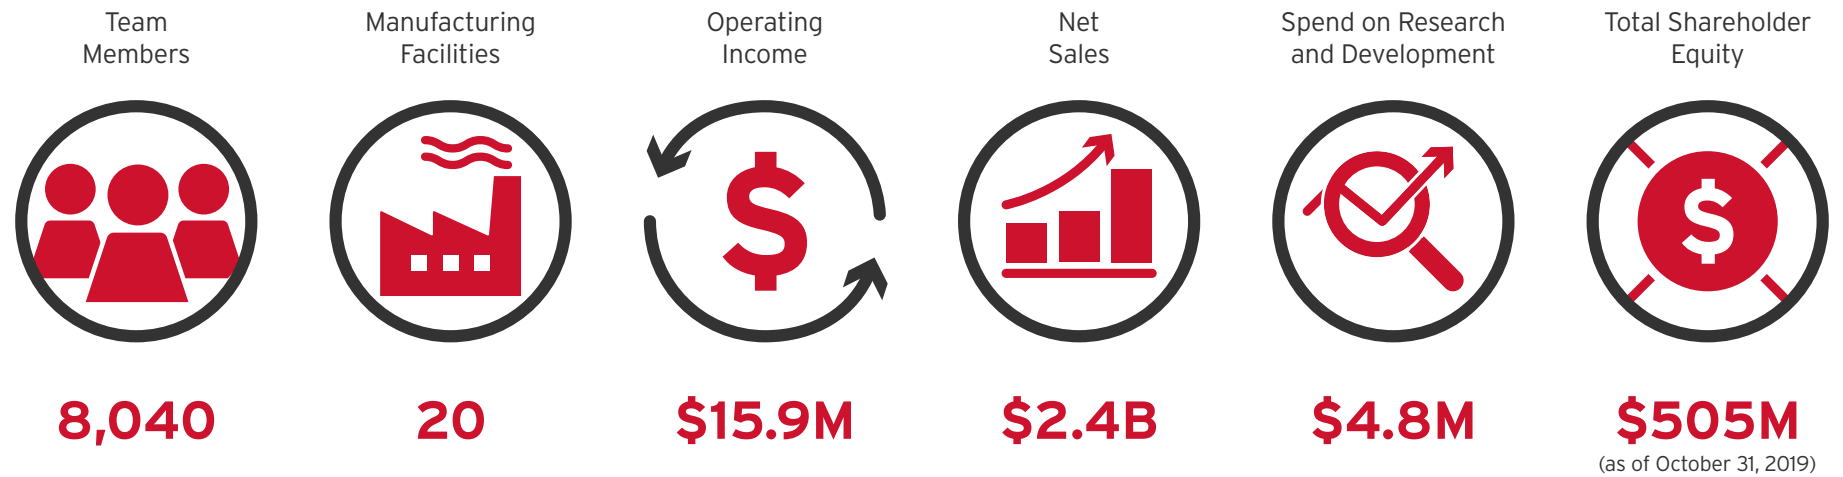 Team
Members
8,040
Manufacturing
Facilities
20
Operating
Income
$
$15.9M
Net
Sales
$2.4B
Spend on Research
and Development
$4.8M
Total Shareholder
Equity
$
$505M
(as of October 31, 2019)